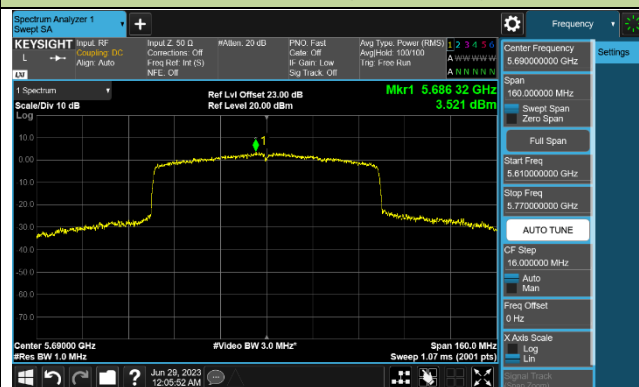 Spectrum Analyzer 1
Swept SA
Frequency
KEYSIGHT
L
LXI
Input: RF
Coupling: DC
Align: Auto
Input Z: 50 Ω
Corrections: Off
Freq Ref: Int (S)
NFE: Off
#Atten: 20 dB
PNO: Fast
Gate: Off
IF Gain: Low
Sig Track: Off
Avg Type: Power (RMS)
Avg|Hold: 100/100
Trig: Free Run
1 2 3 4 5 6
A W W W W W
A N N N N N
1 Spectrum
Scale/Div 10 dB
Log
Ref Lvl Offset 23.00 dB
Ref Level 20.00 dBm
Mkr1 5.686 32 GHz
3.521 dBm
1
10.0
0.00
-10.0
-20.0
-30.0
-40.0
-50.0
-60.0
-70.0
Center 5.69000 GHz
#Res BW 1.0 MHz
#Video BW 3.0 MHz*
Span 160.0 MHz
Sweep 1.07 ms (2001 pts)
Center Frequency
5.690000000 GHz
Span
160.000000 MHz
Swept Span
Zero Span
Full Span
Start Freq
5.610000000 GHz
Stop Freq
5.770000000 GHz
AUTO TUNE
CF Step
16.000000 MHz
Auto
Man
Freq Offset
0 Hz
X Axis Scale
Log
Lin
Signal Track
(Span Zoom)
Settings
?
Jun 29, 2023
12:05:52 AM